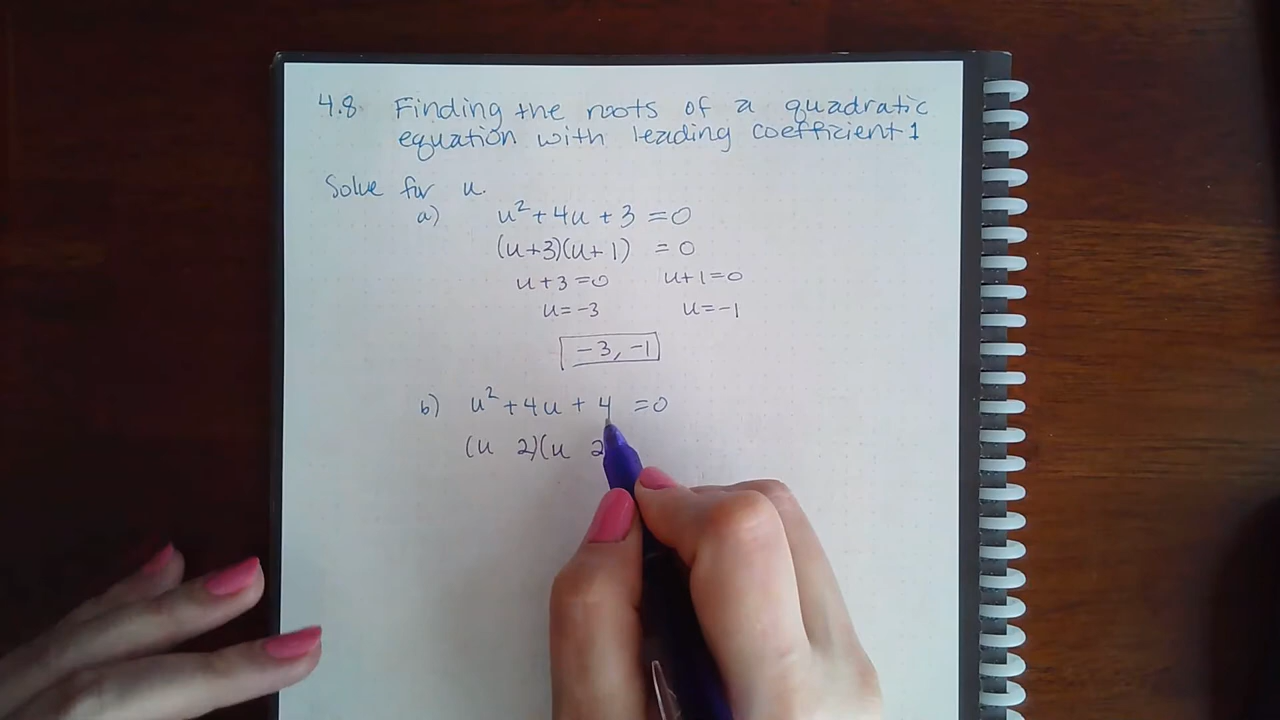 4.8. Finding the roots of a quadratic
equation with leading coefficient 1
Solve for u.
a) u² + 4u + 3 = 0
(u+3)(u+1) = 0
u+3=0 u+1=0
u=-3 u=-1
-3, -1
b) u² + 4u + 4 = 0
(u 2)(u 2